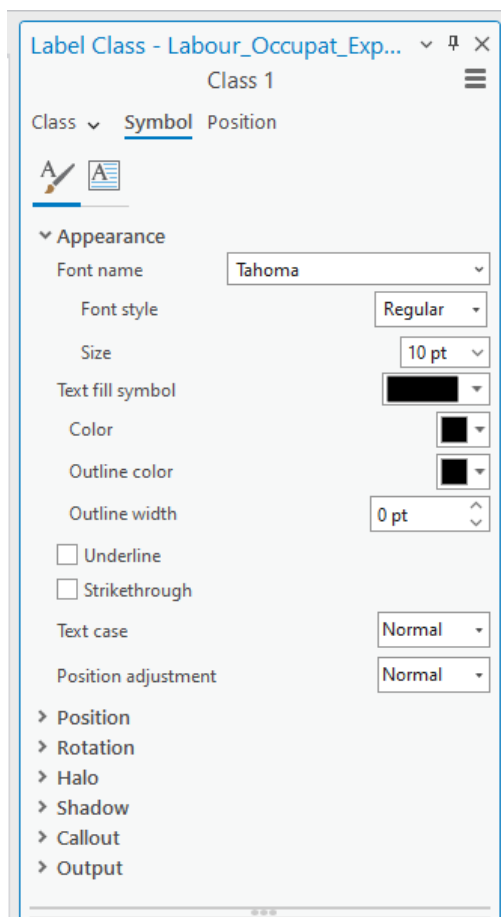 Label Class - Labour_Occupat_Exp...
Class 1
Class Symbol Position
A A
Appearance
Font name Tahoma
Font style Regular
Size 10 pt
Text fill symbol
Color
Outline color
Outline width 0 pt
Underline
Strikethrough
Text case Normal
Position adjustment Normal
Position
Rotation
Halo
Shadow
Callout
Output